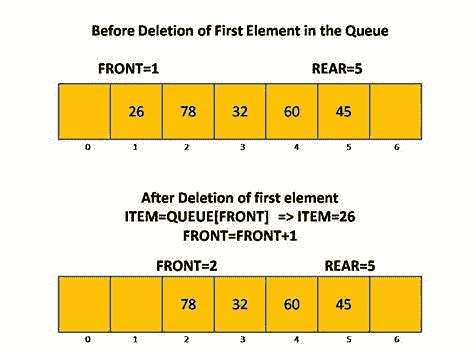 Before Deletion of First Element in the Queue
FRONT=1 REAR=5
26 78 32 60 45
0 1 2 3 4 5 6
After Deletion of first element
ITEM=QUEUE[FRONT] => ITEM=26
FRONT=FRONT+1
FRONT=2 REAR=5
78 32 60 45
0 1 2 3 4 5 6